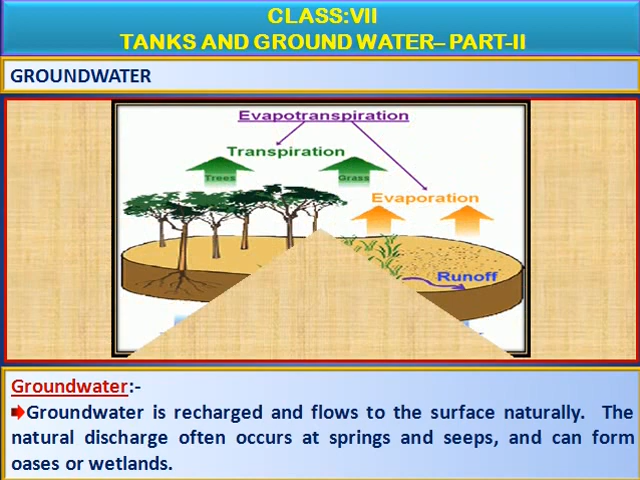 CLASS:VII
TANKS AND GROUND WATER– PART-II
GROUNDWATER
Evapotranspiration
Transpiration
Trees
Grass
Evaporation
Runoff
Groundwater:-
Groundwater is recharged and flows to the surface naturally. The
natural discharge often occurs at springs and seeps, and can form
oases or wetlands.